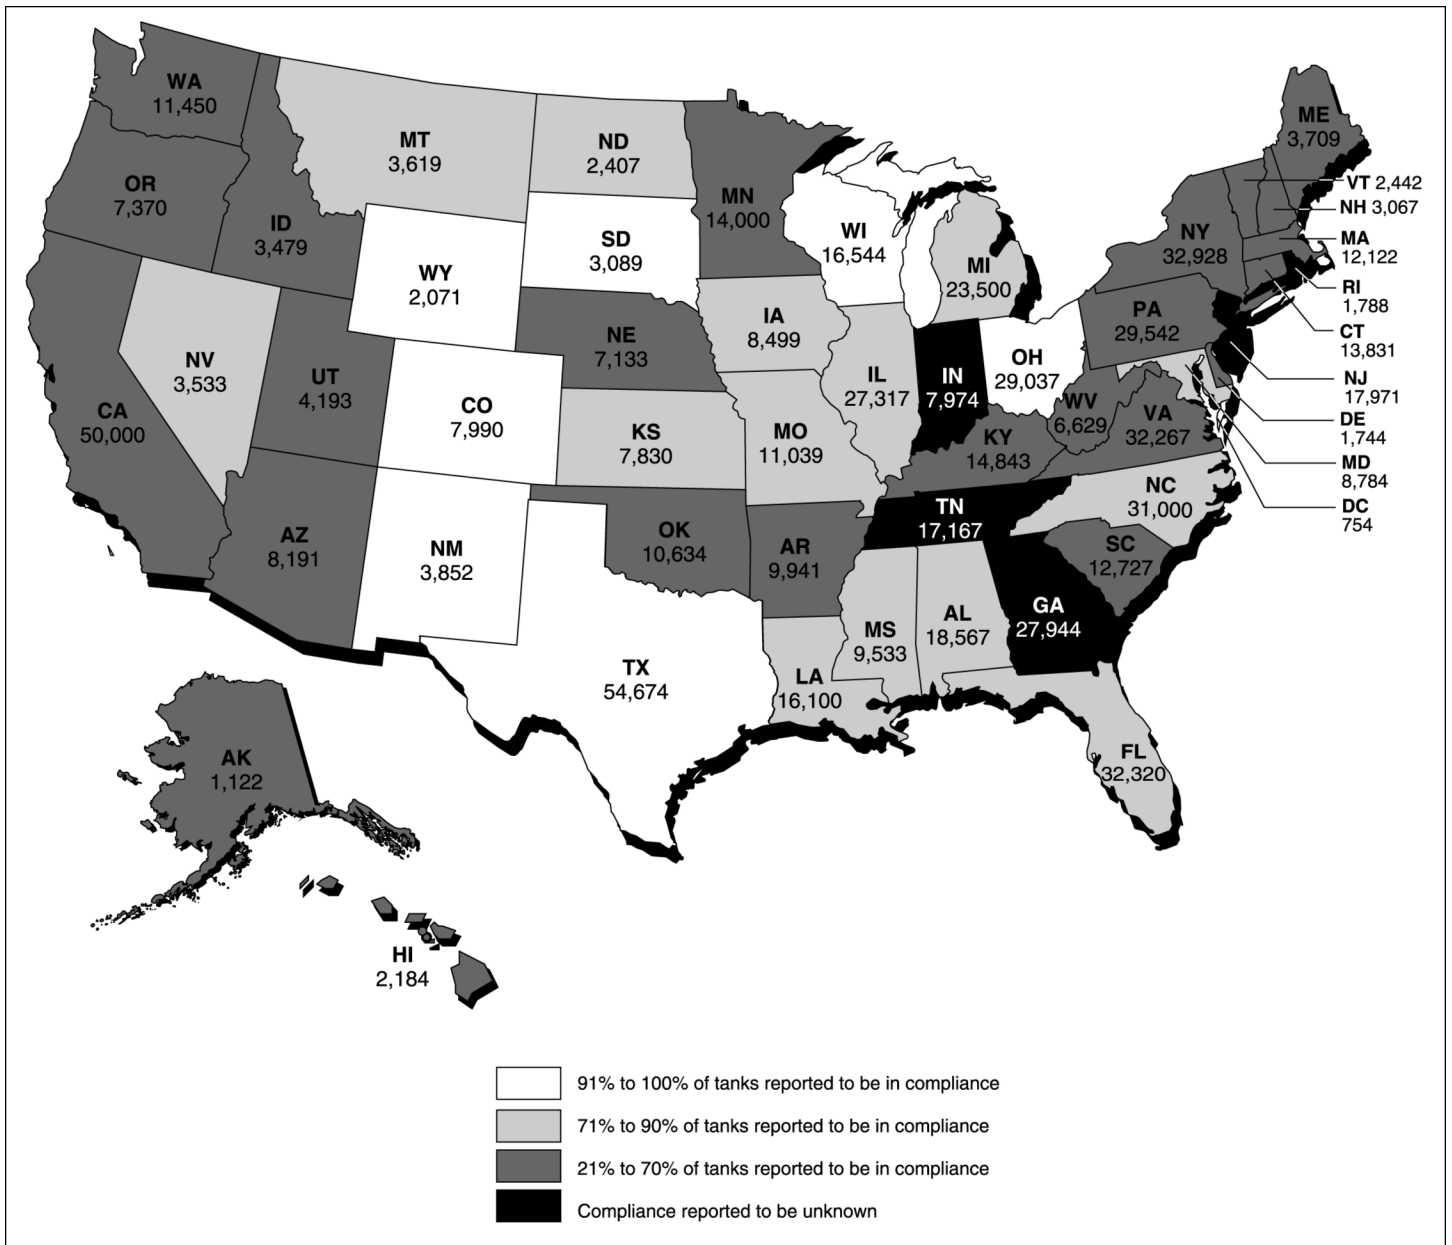 WA
11,450
MT
3,619
ND
2,407
MN
14,000
ME
3,709
OR
7,370
ID
3,479
VT 2,442
NH 3,067
WY
2,071
SD
3,089
WI
16,544
MI
23,500
NY
32,928
MA
12,122
RI
1,788
CT
13,831
NJ
17,971
DE
1,744
MD
8,784
DC
754
NV
3,533
UT
4,193
CA
50,000
CO
7,990
NE
7,133
KS
7,830
IA
8,499
MO
11,039
IL
27,317
IN
7,974
OH
29,037
PA
29,542
WV
6,629
VA
32,267
KY
14,843
TN
17,167
NC
31,000
SC
12,727
AZ
8,191
NM
3,852
OK
10,634
AR
9,941
TX
54,674
LA
16,100
MS
9,533
AL
18,567
GA
27,944
FL
32,320
AK
1,122
HI
2,184
91% to 100% of tanks reported to be in compliance
71% to 90% of tanks reported to be in compliance
21% to 70% of tanks reported to be in compliance
Compliance reported to be unknown